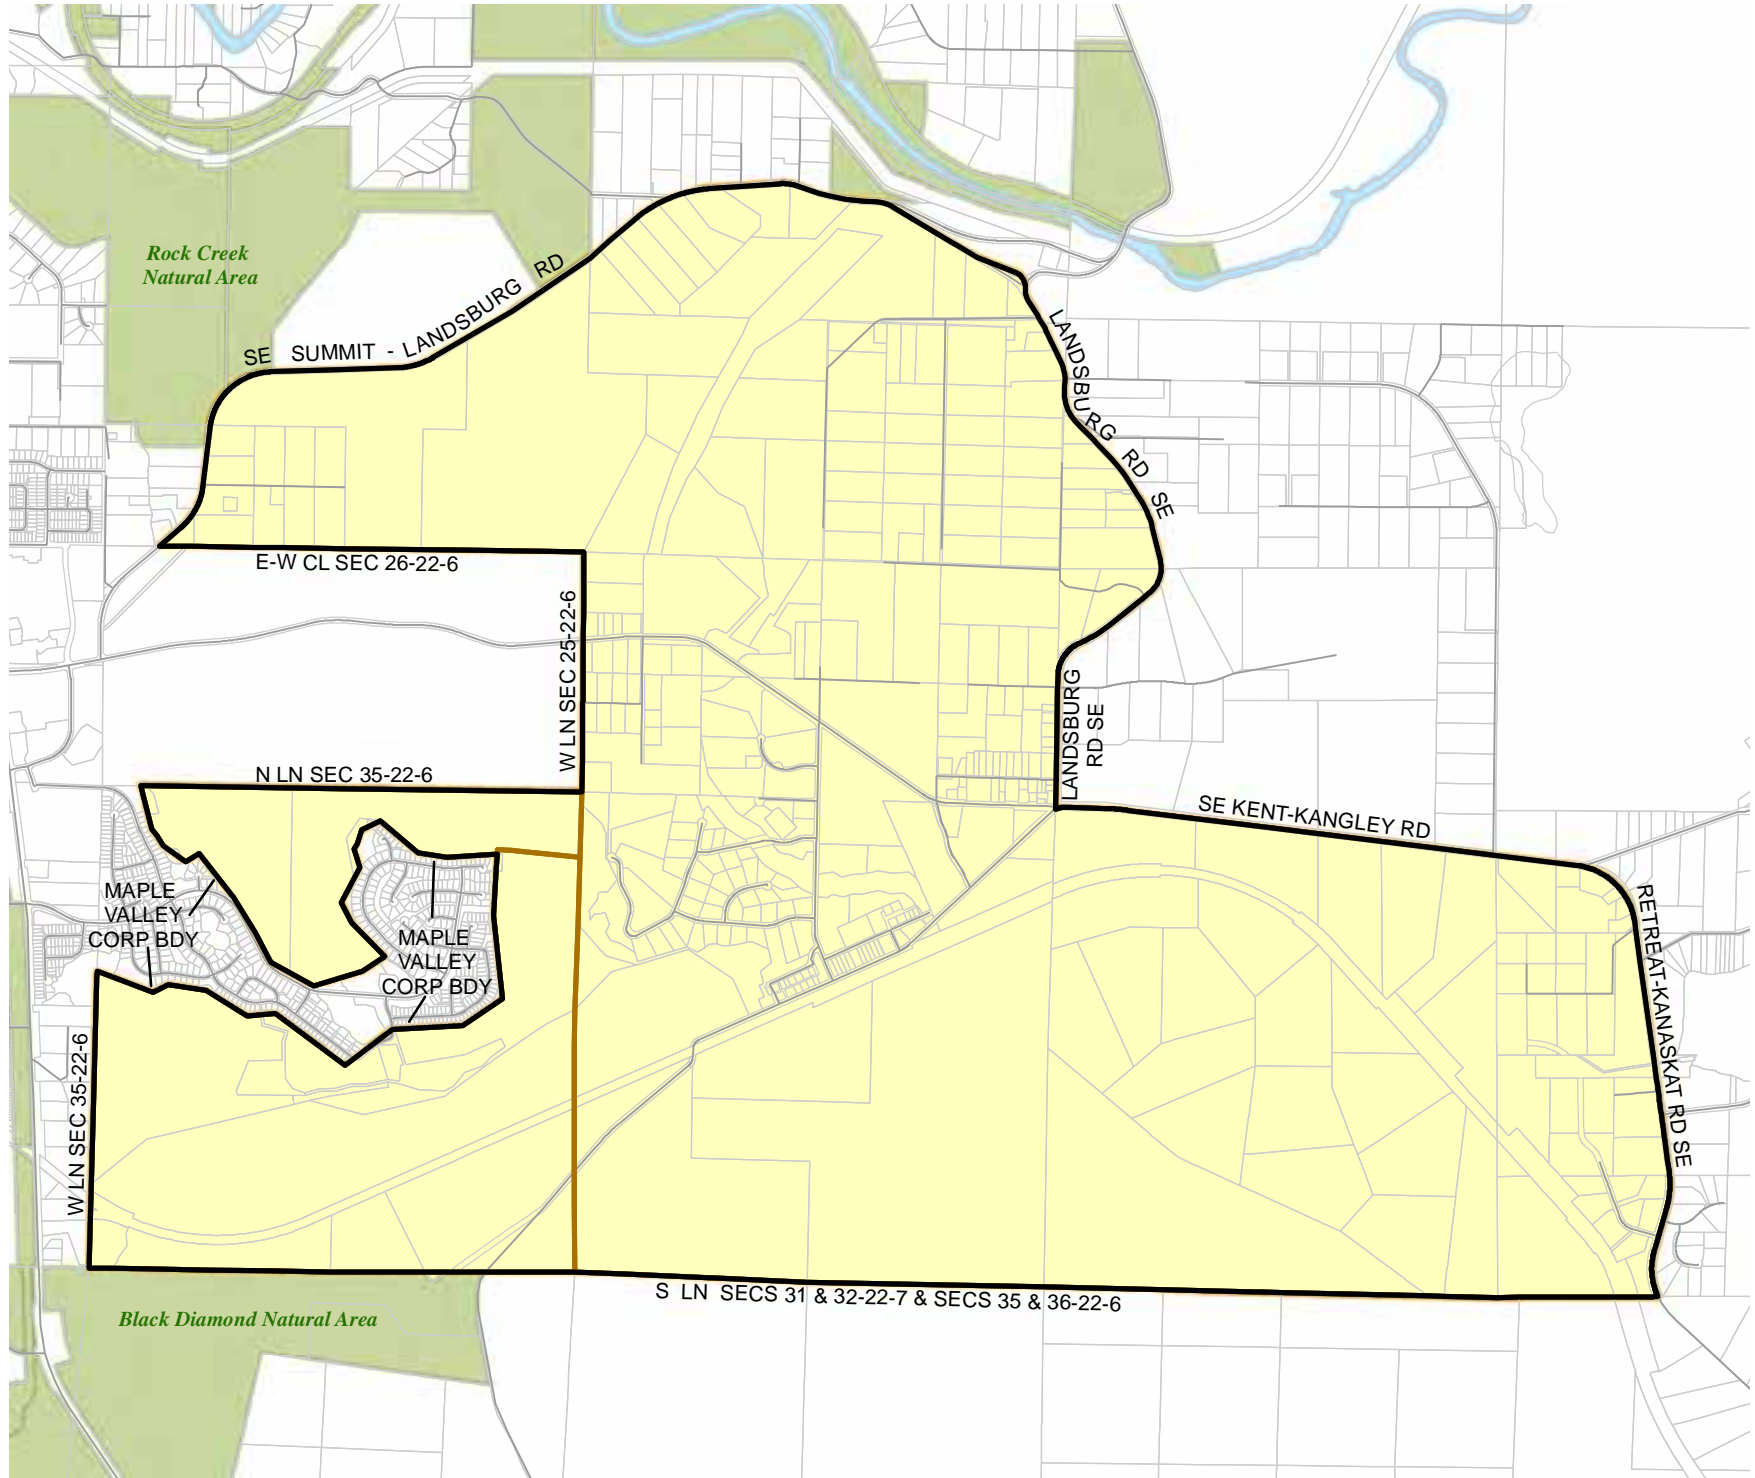 Rock Creek
Natural Area
SE SUMMIT - LANDSBURG RD
LANDSBURG RD SE
E-W CL SEC 26-22-6
W LN SEC 25-22-6
LANDSBURG
RD SE
N LN SEC 35-22-6
SE KENT-KANGLEY RD
MAPLE
VALLEY
CORP BDY
MAPLE
VALLEY
CORP BDY
RETREAT-KANASKAT RD SE
W LN SEC 35-22-6
S LN SECS 31 & 32-22-7 & SECS 35 & 36-22-6
Black Diamond Natural Area